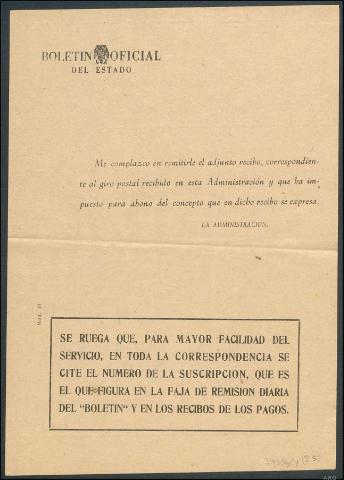 BOLETIN OFICIAL
DEL ESTADO
Me complazco en remitirle el adjunto recibo, correspondien-
te al giro postal recibido en esta Administración y que ha im-
puesto para abono del concepto que en dicho recibo se expresa.
LA ADMINISTRACION,
SE RUEGA QUE, PARA MAYOR FACILIDAD DEL
SERVICIO, EN TODA LA CORRESPONDENCIA SE
CITE EL NUMERO DE LA SUSCRIPCION, QUE ES
EL QUE FIGURA EN LA FAJA DE REMISION DIARIA
DEL "BOLETIN" Y EN LOS RECIBOS DE LOS PAGOS.